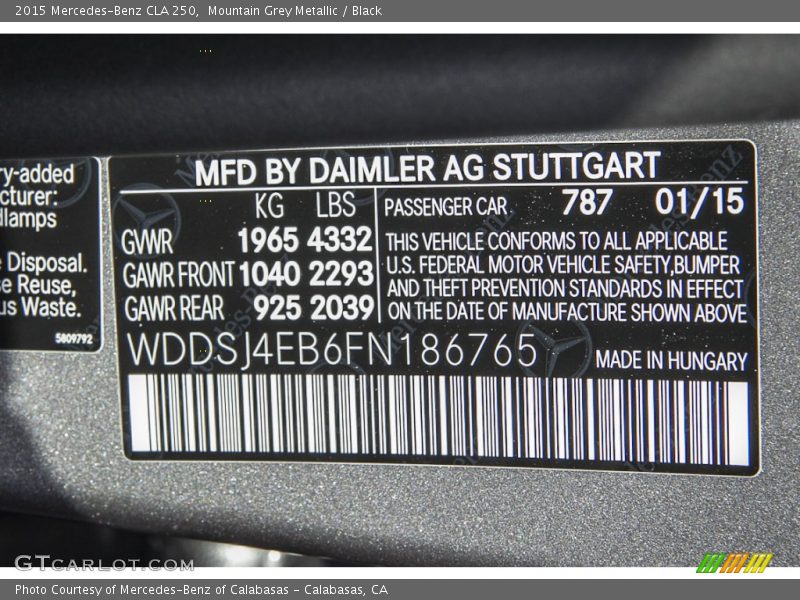 2015 Mercedes-Benz CLA 250,  Mountain Grey Metallic / Black
ry-added
cturer:
dlamps
e Disposal.
se Reuse,
us Waste.
5809792
MFD BY DAIMLER AG STUTTGART
KG LBS
GWR 1965 4332
GAWR FRONT 1040 2293
GAWR REAR 925 2039
PASSENGER CAR 787 01/15
THIS VEHICLE CONFORMS TO ALL APPLICABLE
U.S. FEDERAL MOTOR VEHICLE SAFETY,BUMPER
AND THEFT PREVENTION STANDARDS IN EFFECT
ON THE DATE OF MANUFACTURE SHOWN ABOVE
WDDSJ4EB6FN186765
MADE IN HUNGARY
GTCARLOT.COM
Photo Courtesy of Mercedes-Benz of Calabasas - Calabasas, CA